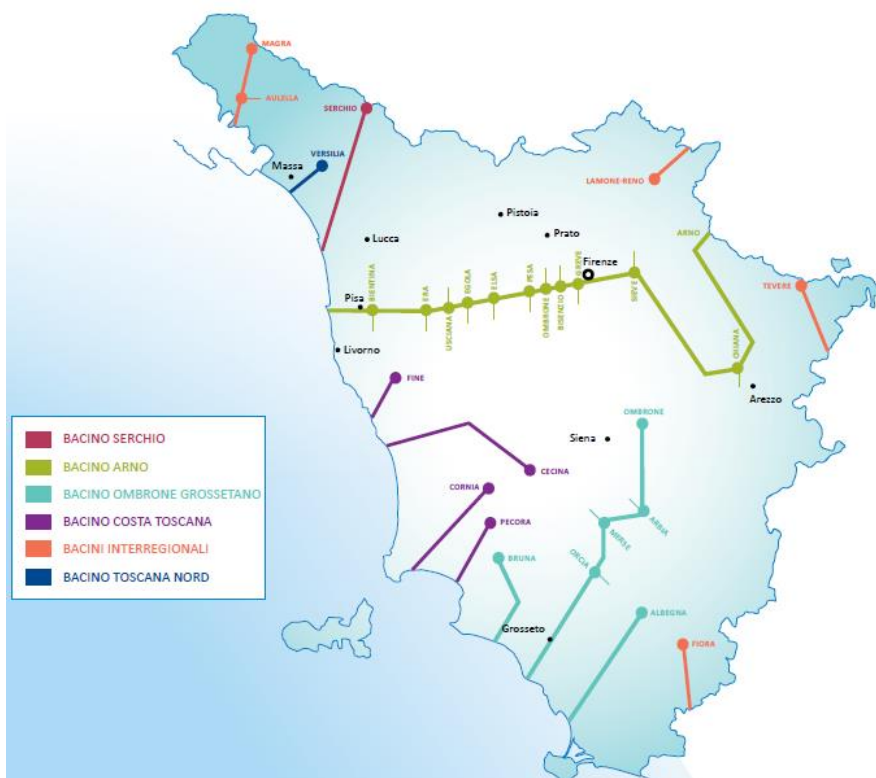 MAGRA
AULELLA
SERCHIO
VERSILIA
Massa
LAMONE-RENO
Pistoia
Lucca
Prato
ARNO
Firenze
GREVE
TEVERE
Pisa
BIENTINA
ERA
USCIANA
EGOLA
ELSA
PESA
OMBRONE
BISENZIO
SIEVE
CHIANA
Livorno
Arezzo
FINE
OMBRONE
Siena
CECINA
CORNIA
PECORA
ARBIA
MERSE
BRUNA
ORCIA
ALBEGNA
Grosseto
FIORA
BACINO SERCHIO
BACINO ARNO
BACINO OMBRONE GROSSETANO
BACINO COSTA TOSCANA
BACINI INTERREGIONALI
BACINO TOSCANA NORD